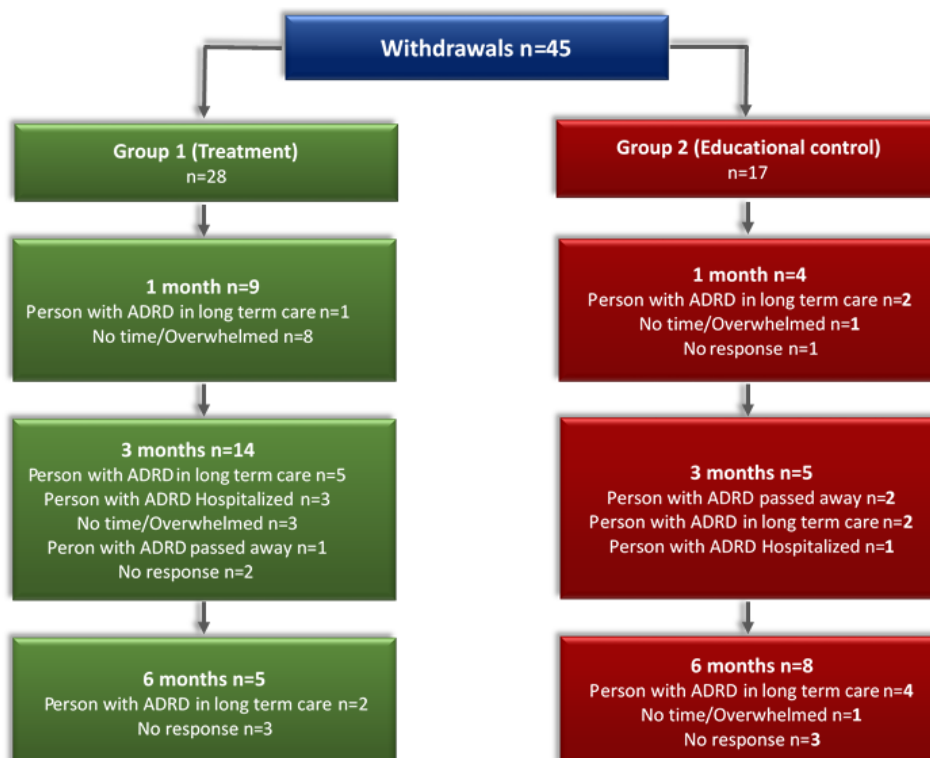 Withdrawals n=45
Group 1 (Treatment)
n=28
1 month n=9
Person with ADRD in long term care n=1
No time/Overwhelmed n=8
3 months n=14
Person with ADRD in long term care n=5
Person with ADRD Hospitalized n=3
No time/Overwhelmed n=3
Peron with ADRD passed away n=1
No response n=2
6 months n=5
Person with ADRD in long term care n=2
No response n=3
Group 2 (Educational control)
n=17
1 month n=4
Person with ADRD in long term care n=2
No time/Overwhelmed n=1
No response n=1
3 months n=5
Person with ADRD passed away n=2
Person with ADRD in long term care n=2
Person with ADRD Hospitalized n=1
6 months n=8
Person with ADRD in long term care n=4
No time/Overwhelmed n=1
No response n=3